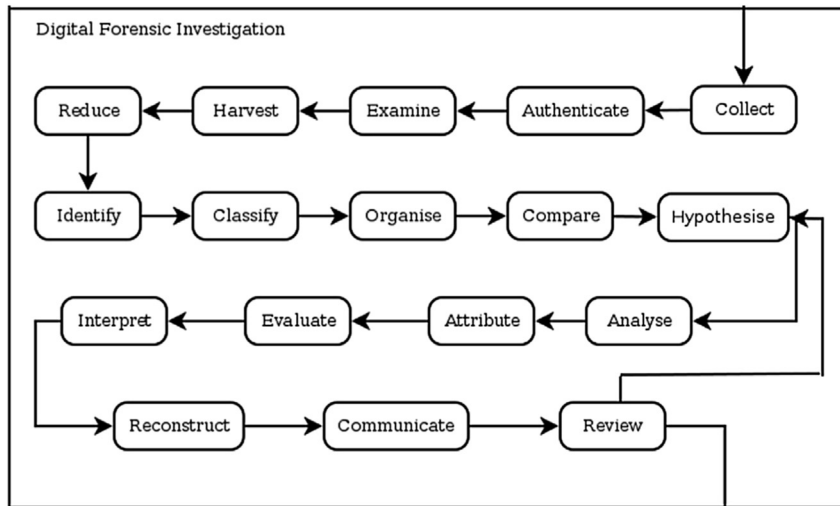 Digital Forensic Investigation
Reduce Harvest Examine Authenticate Collect
Identify Classify Organise Compare Hypothesise
Interpret Evaluate Attribute Analyse
Reconstruct Communicate Review